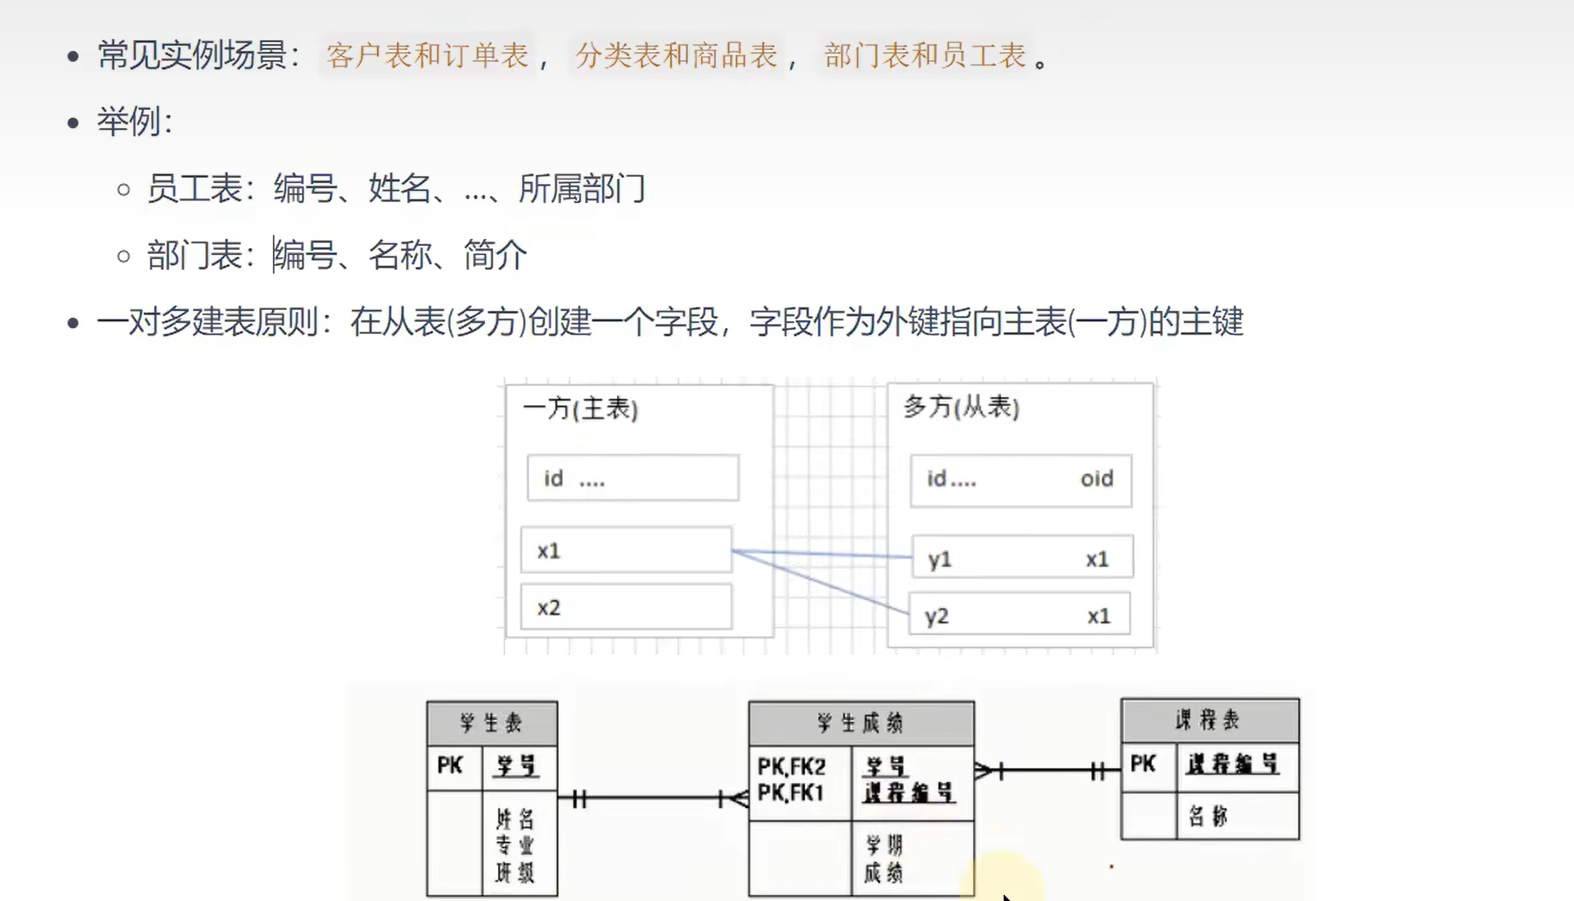 常见实例场景：客户表和订单表，分类表和商品表，部门表和员工表。
举例：
员工表：编号、姓名、...、所属部门
部门表：编号、名称、简介
一对多建表原则：在从表(多方)创建一个字段，字段作为外键指向主表(一方)的主键
一方(主表)
id ....
x1
x2
多方(从表)
id.... oid
y1 x1
y2 x1
学生表
PK 学号
姓名
专业
班级
学生成绩
PK,FK2 学号
PK,FK1 课程编号
学期
成绩
课程表
PK 课程编号
名称